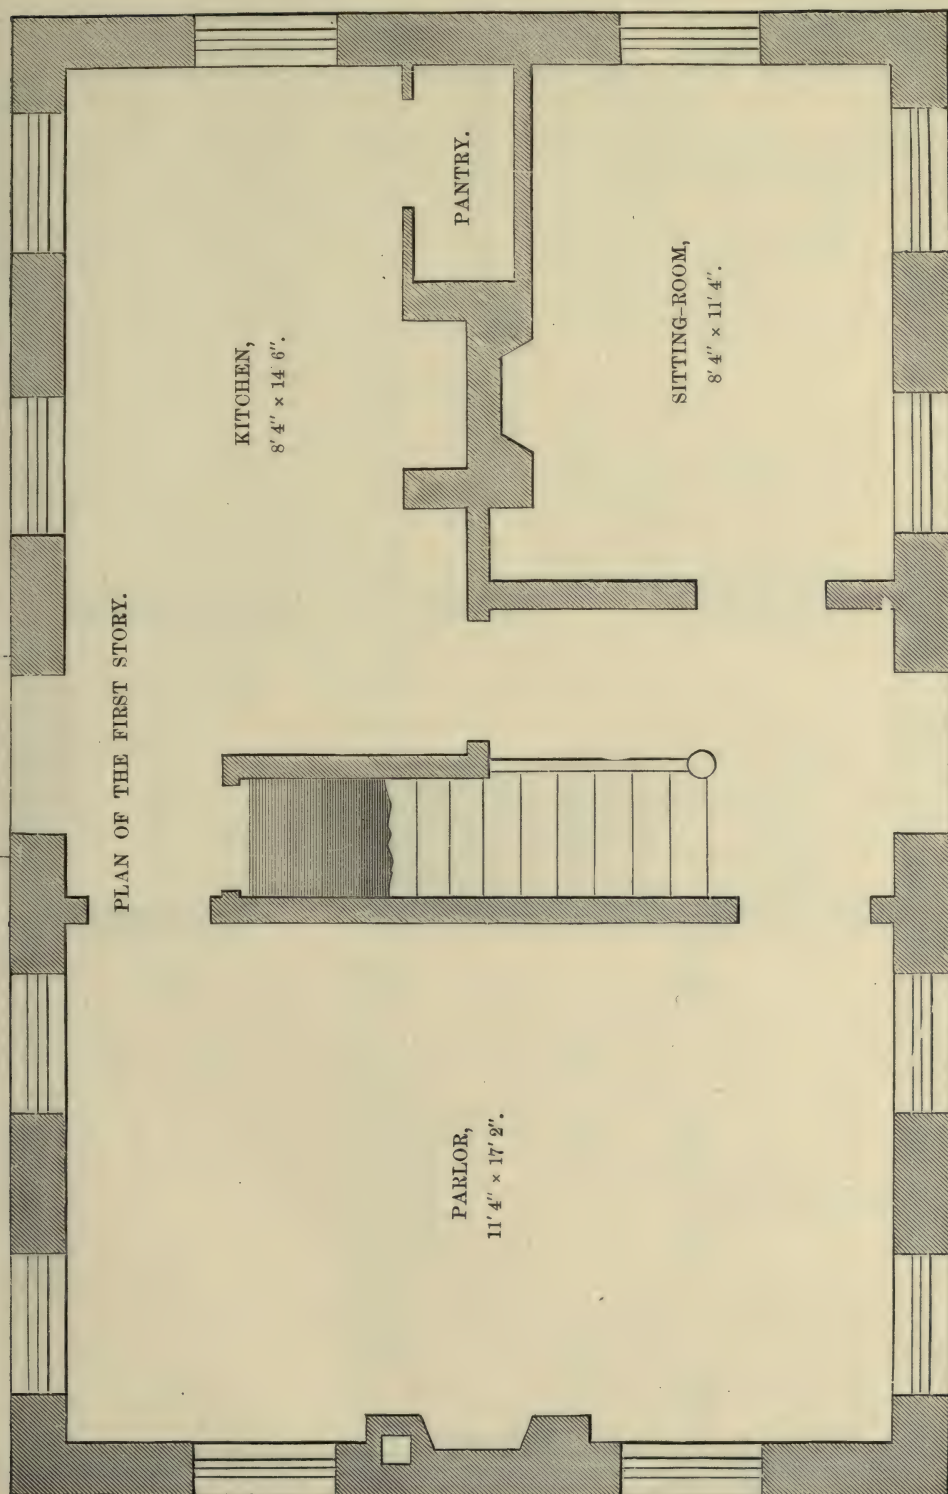 PLAN OF THE FIRST STORY.
KITCHEN,
8' 4" × 14' 6".
PANTRY.
SITTING-ROOM,
8' 4" × 11' 4".
PARLOR,
11' 4" × 17' 2".